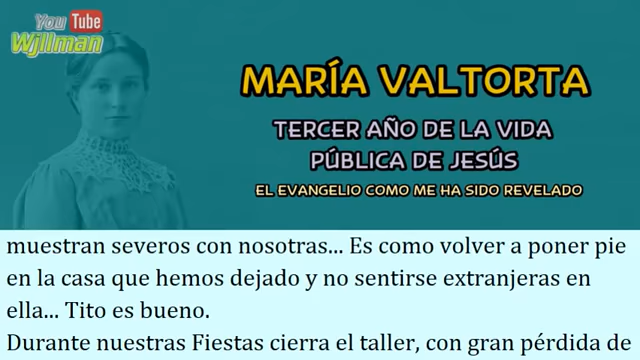 You Tube
Wjllman
MARÍA VALTORTA
TERCER AÑO DE LA VIDA
PÚBLICA DE JESÚS
EL EVANGELIO COMO ME HA SIDO REVELADO
muestran severos con nosotras... Es como volver a poner pie
en la casa que hemos dejado y no sentirse extranjeras en
ella... Tito es bueno.
Durante nuestras Fiestas cierra el taller, con gran pérdida de